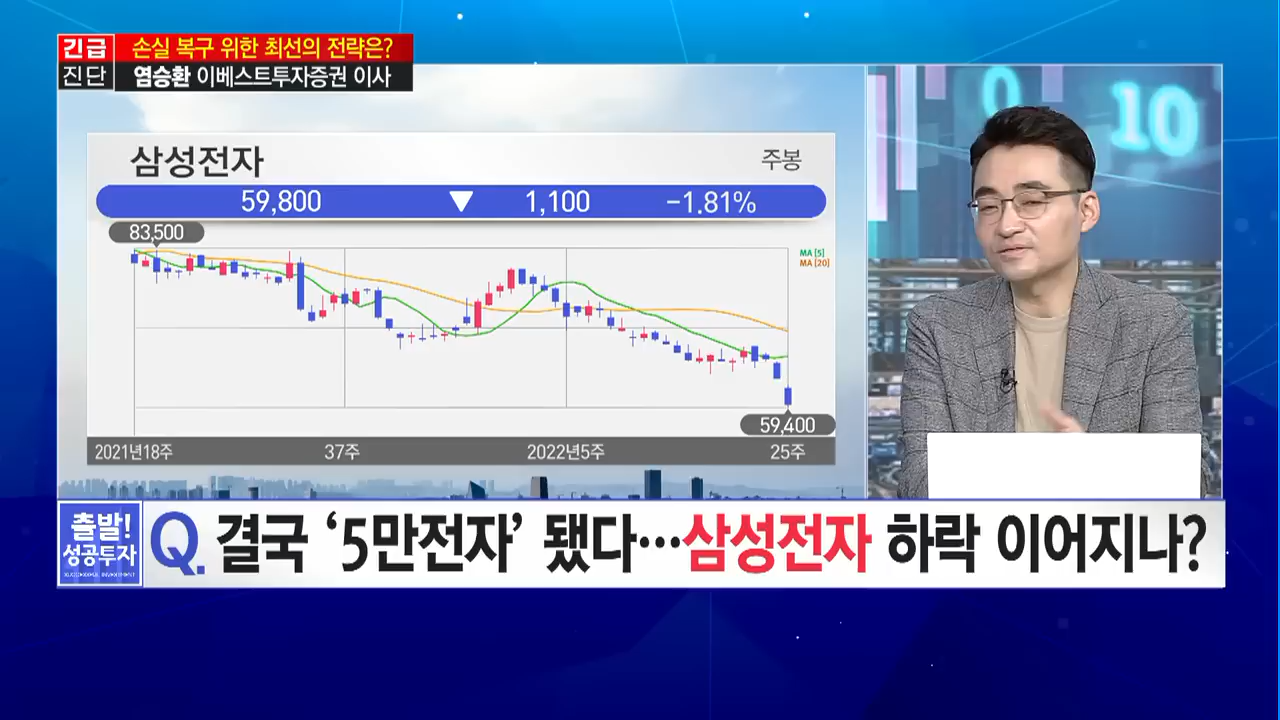 긴급
진단
손실 복구 위한 최선의 전략은?
염승환 이베스트투자증권 이사
0
10
삼성전자
주봉
59,800 ▼ 1,100 -1.81%
83,500
MA [5]
MA [20]
59,400
2021년18주 37주 2022년5주 25주
출발!
성공투자
Q. 결국 ‘5만전자’ 됐다…삼성전자 하락 이어지나?